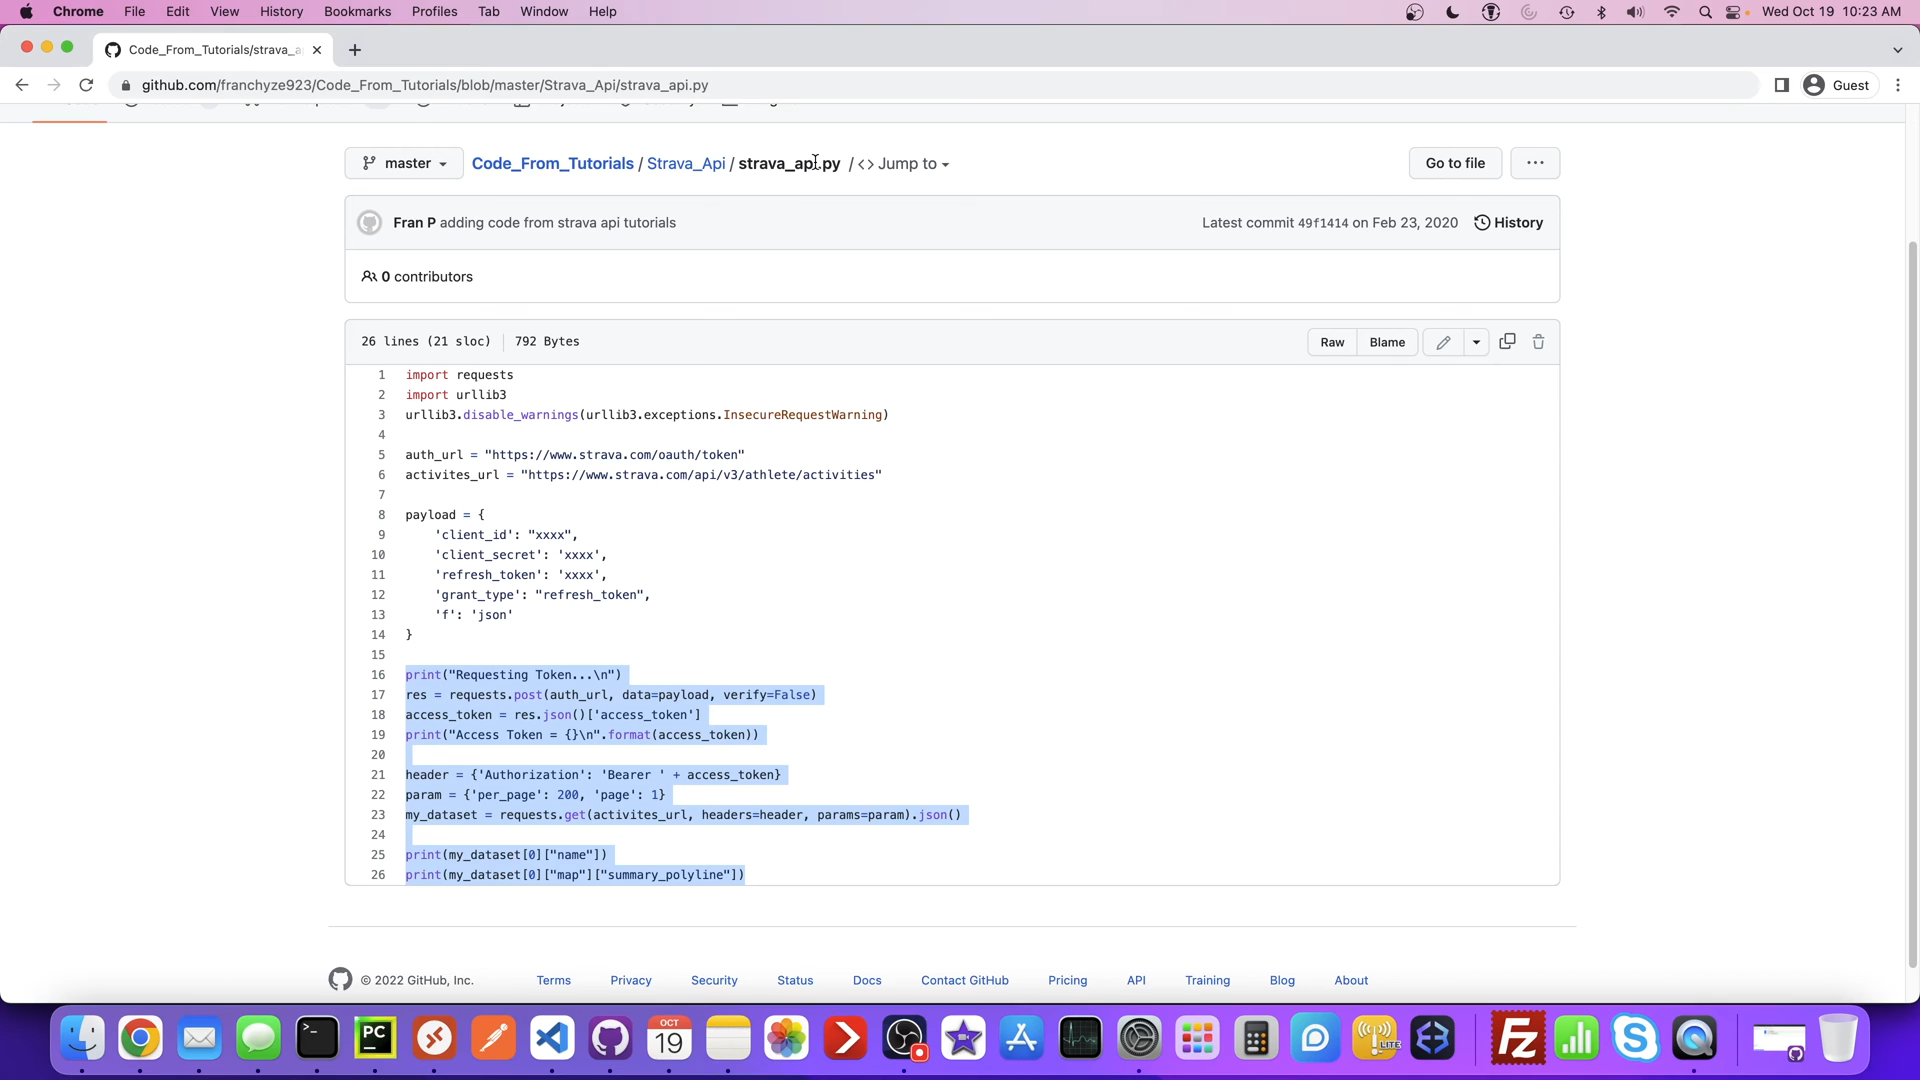 Chrome File Edit View History Bookmarks Profiles Tab Window Help Wed Oct 19 10:23 AM
Code_From_Tutorials/strava_a
github.com/franchyze923/Code_From_Tutorials/blob/master/Strava_Api/strava_api.py Guest
master Code_From_Tutorials / Strava_Api / strava_api.py / <> Jump to Go to file ...
Fran P adding code from strava api tutorials Latest commit 49f1414 on Feb 23, 2020 History
0 contributors
26 lines (21 sloc) 792 Bytes Raw Blame
1 import requests
2 import urllib3
3 urllib3.disable_warnings(urllib3.exceptions.InsecureRequestWarning)
4
5 auth_url = "https://www.strava.com/oauth/token"
6 activites_url = "https://www.strava.com/api/v3/athlete/activities"
7
8 payload = {
9     'client_id': "xxxx",
10     'client_secret': 'xxxx',
11     'refresh_token': 'xxxx',
12     'grant_type': "refresh_token",
13     'f': 'json'
14 }
15
16 print("Requesting Token...\n")
17 res = requests.post(auth_url, data=payload, verify=False)
18 access_token = res.json()['access_token']
19 print("Access Token = {}\n".format(access_token))
20
21 header = {'Authorization': 'Bearer ' + access_token}
22 param = {'per_page': 200, 'page': 1}
23 my_dataset = requests.get(activites_url, headers=header, params=param).json()
24
25 print(my_dataset[0]["name"])
26 print(my_dataset[0]["map"]["summary_polyline"])
© 2022 GitHub, Inc. Terms Privacy Security Status Docs Contact GitHub Pricing API Training Blog About
PC OCT 19 LITE FZ